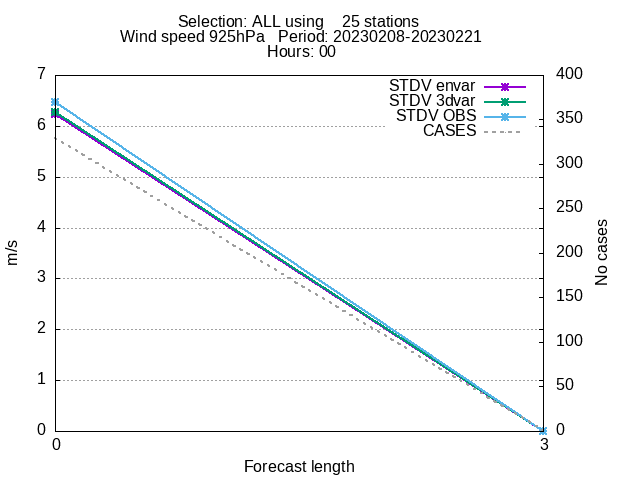 Selection: ALL using    25 stations
Wind speed 925hPa   Period: 20230208-20230221
Hours: 00
STDV envar
STDV 3dvar
STDV OBS
CASES
m/s
7
6
5
4
3
2
1
0
400
350
300
250
200
150
100
50
0
No cases
0
3
Forecast length